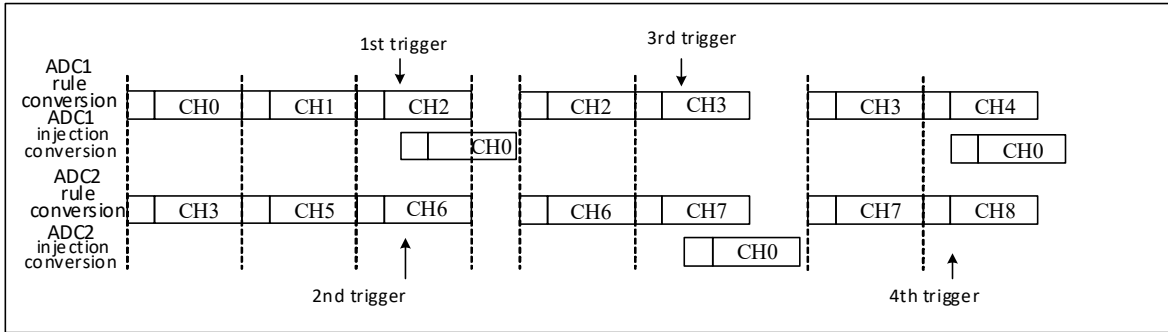 1st trigger
3rd trigger
ADC1
rule
conversion
CH0 CH1 CH2 CH2 CH3 CH3 CH4
ADC1
injection
conversion
CH0 CH0
ADC2
rule
conversion
CH3 CH5 CH6 CH6 CH7 CH7 CH8
ADC2
injection
conversion
CH0
2nd trigger
4th trigger